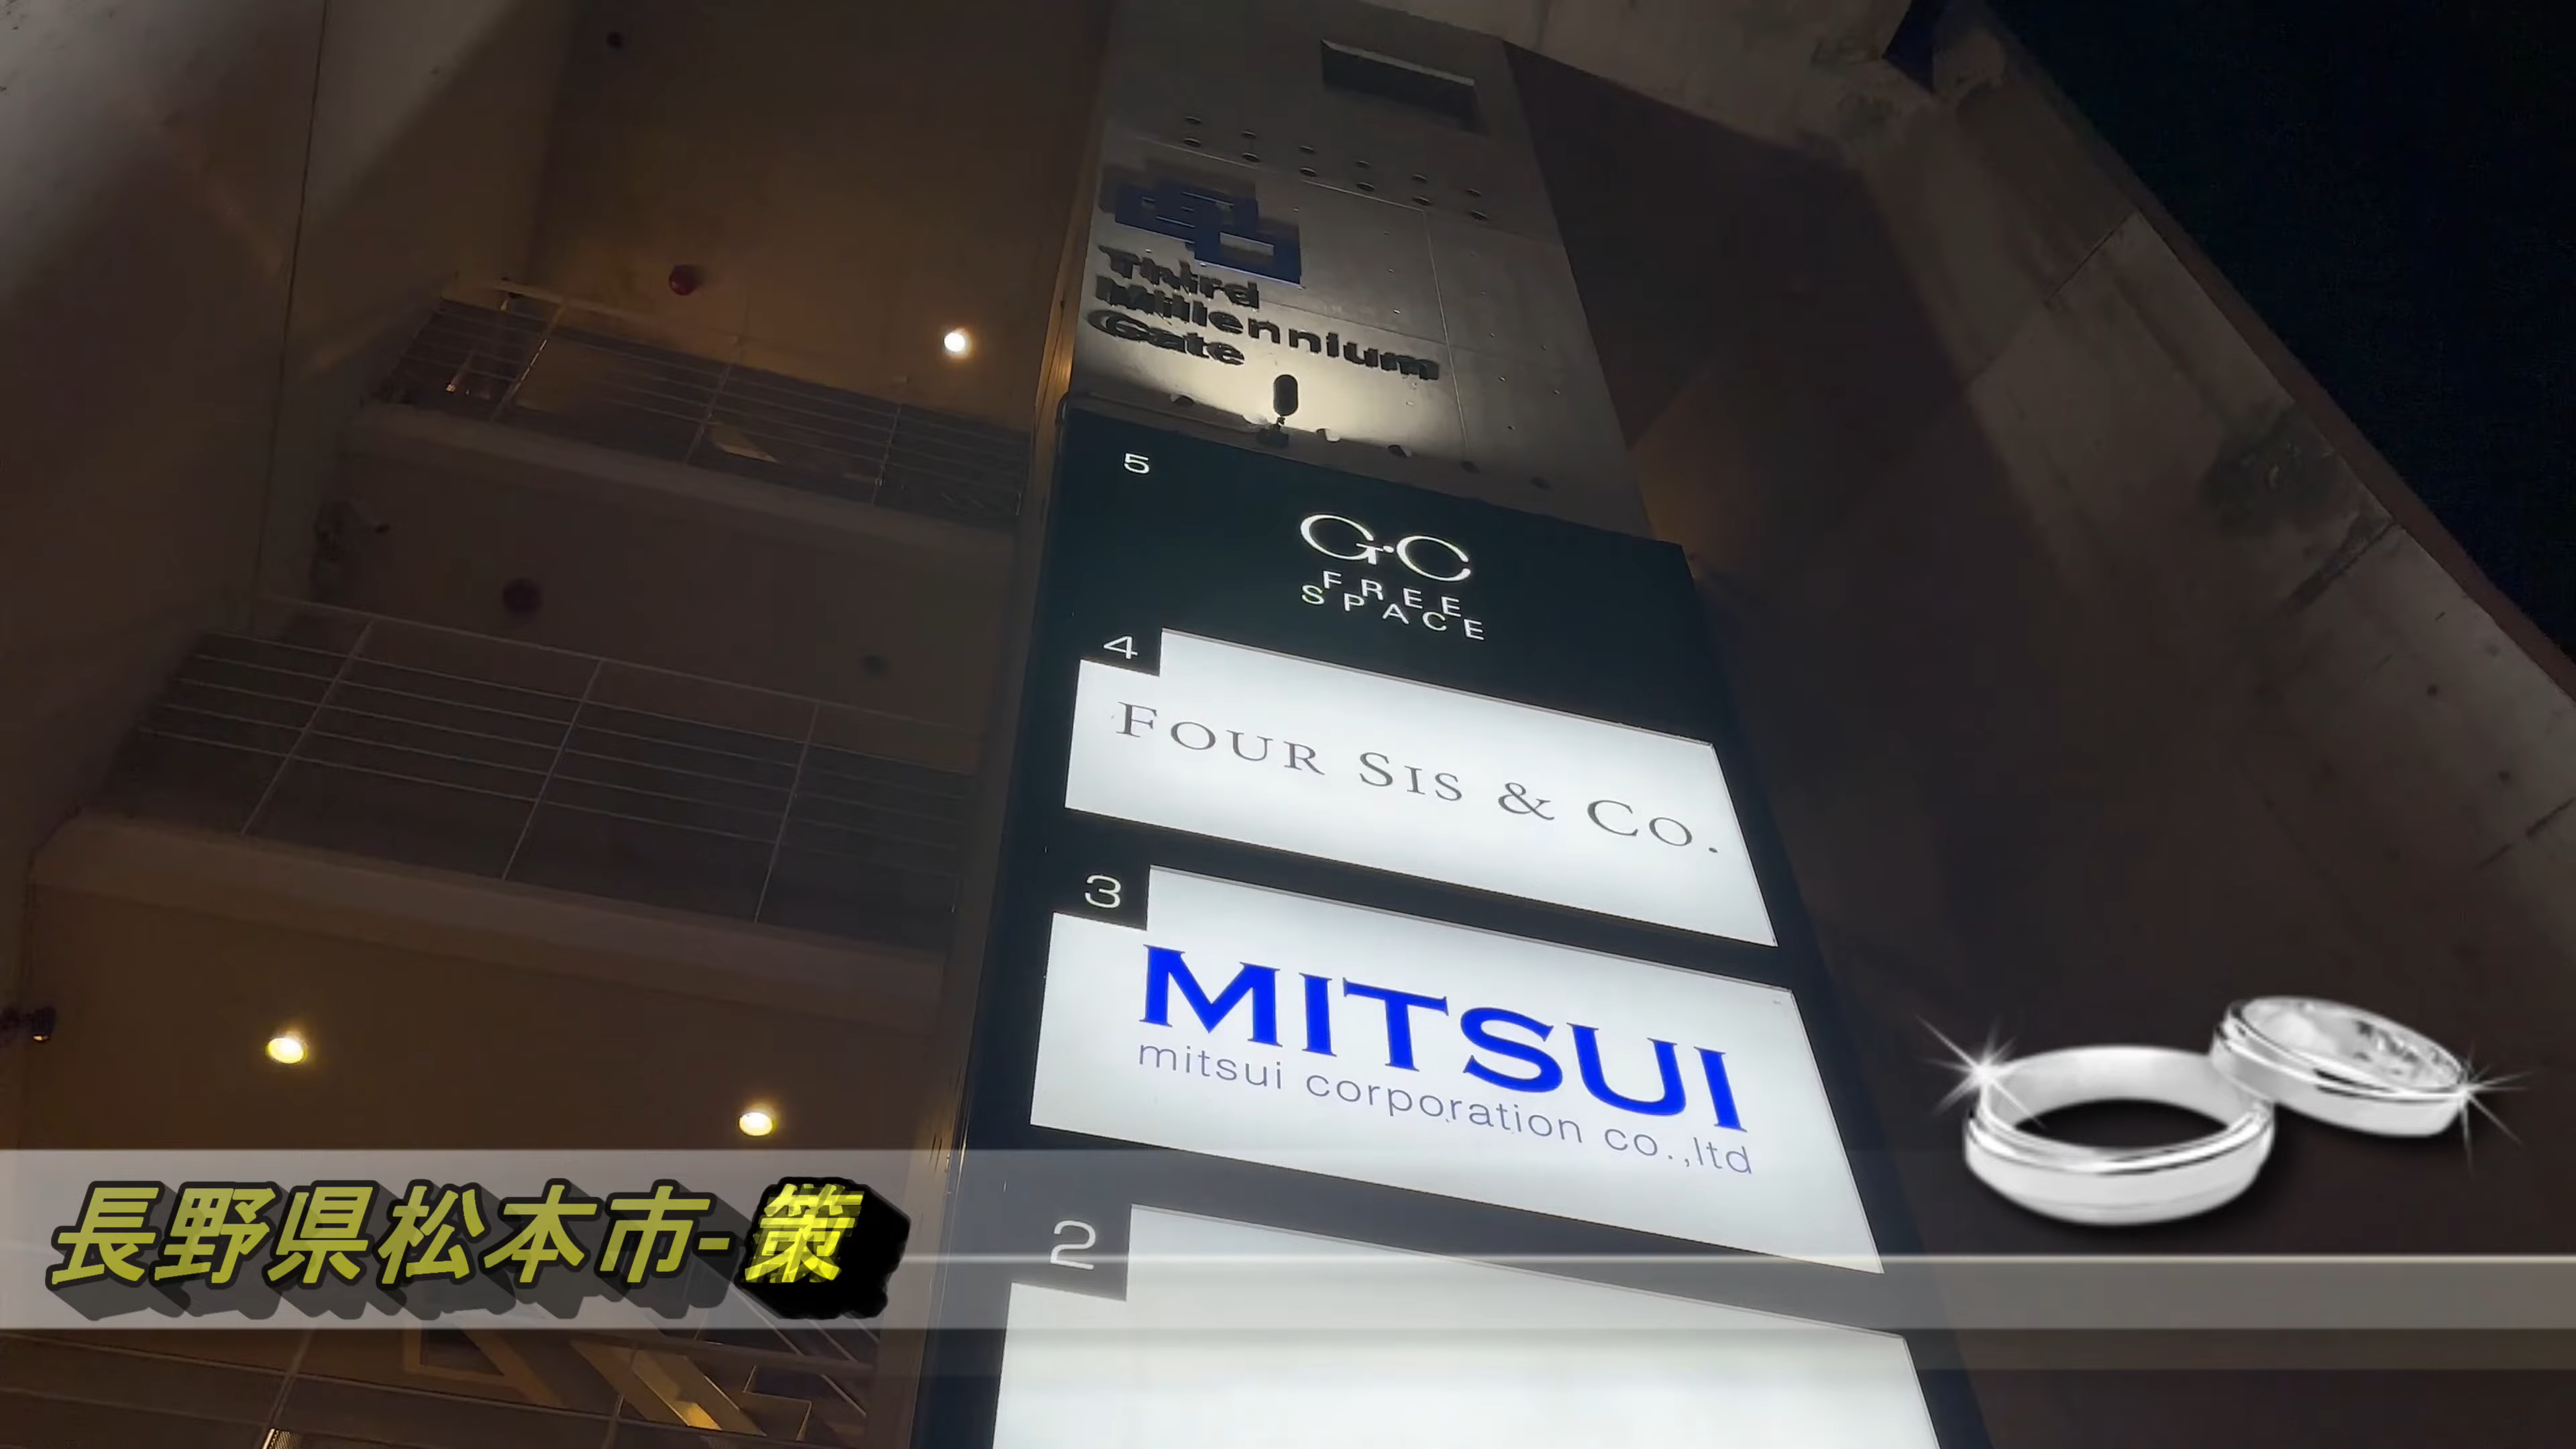 Third
Millennium
Gate
5
G.C
FREE
SPACE
4
FOUR SIS & CO.
3
MITSUI
mitsui corporation co.,ltd
2
長野県松本市-